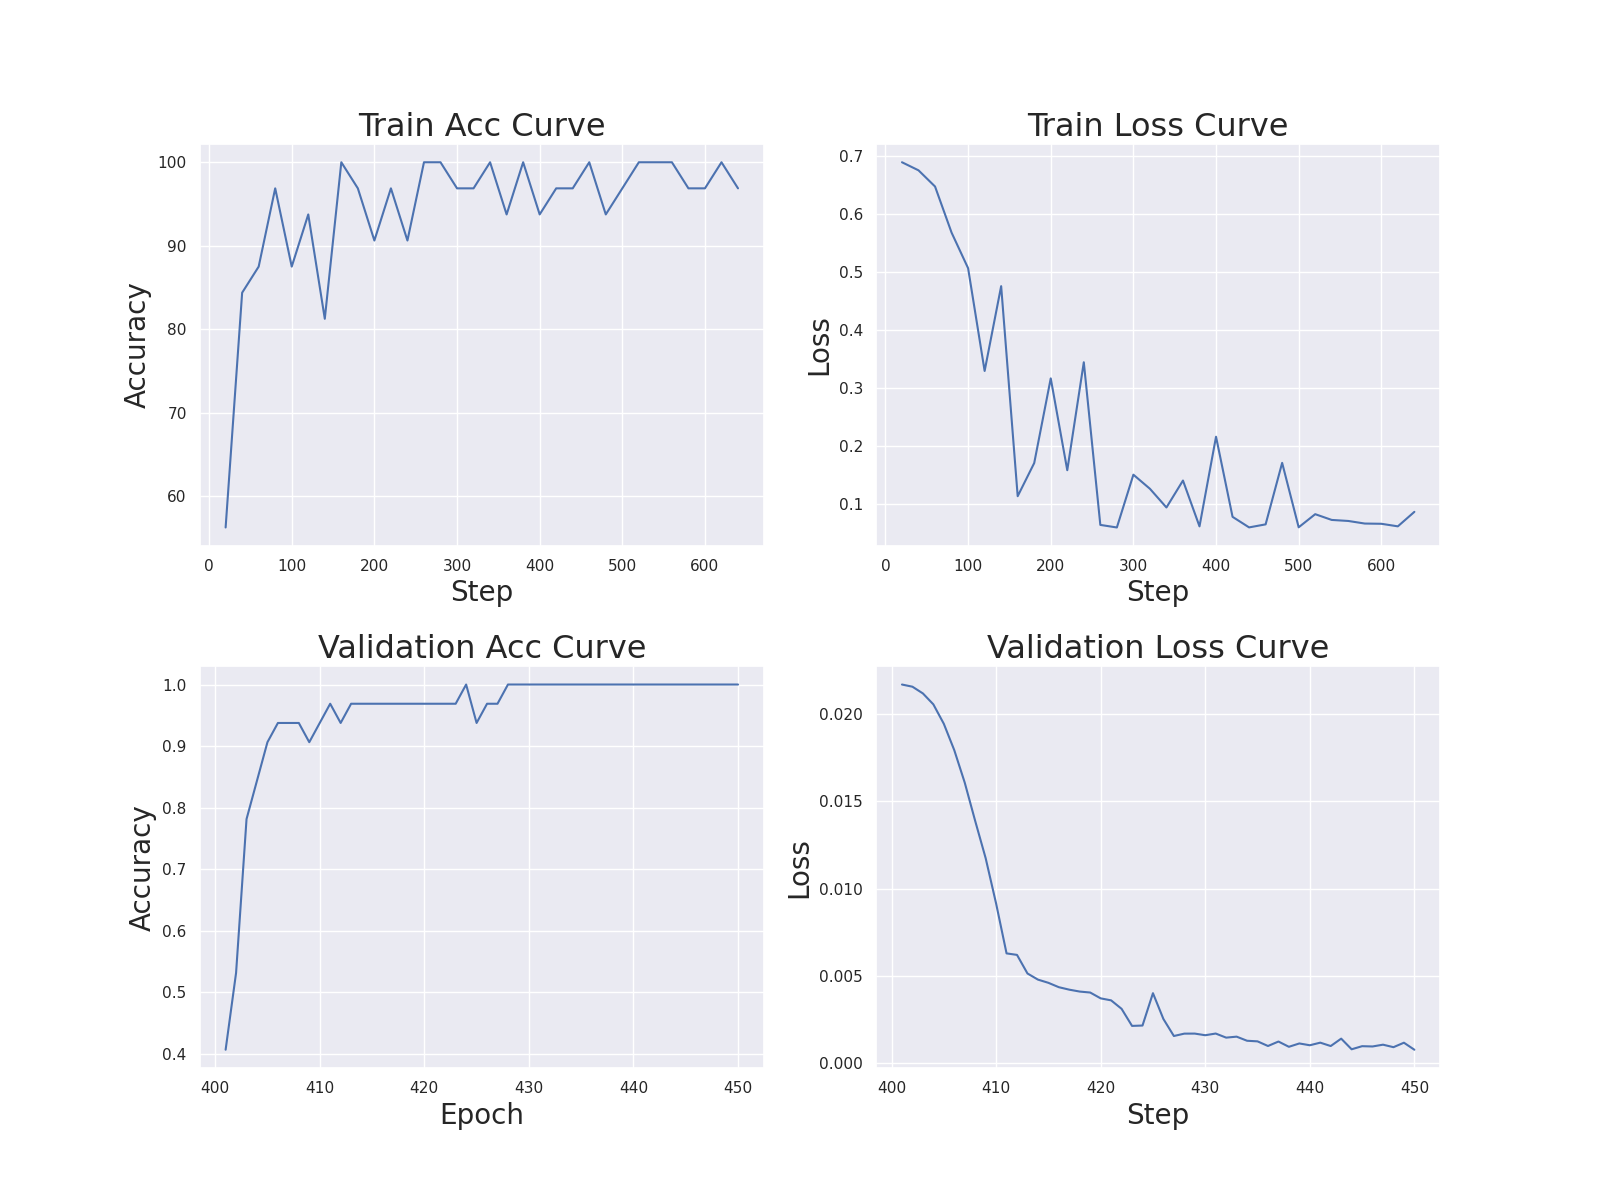 Train Acc Curve
Accuracy
100
90
80
70
60
0 100 200 300 400 500 600
Step
Train Loss Curve
Loss
0.7
0.6
0.5
0.4
0.3
0.2
0.1
0 100 200 300 400 500 600
Step
Validation Acc Curve
Accuracy
1.0
0.9
0.8
0.7
0.6
0.5
0.4
400 410 420 430 440 450
Epoch
Validation Loss Curve
Loss
0.020
0.015
0.010
0.005
0.000
400 410 420 430 440 450
Step